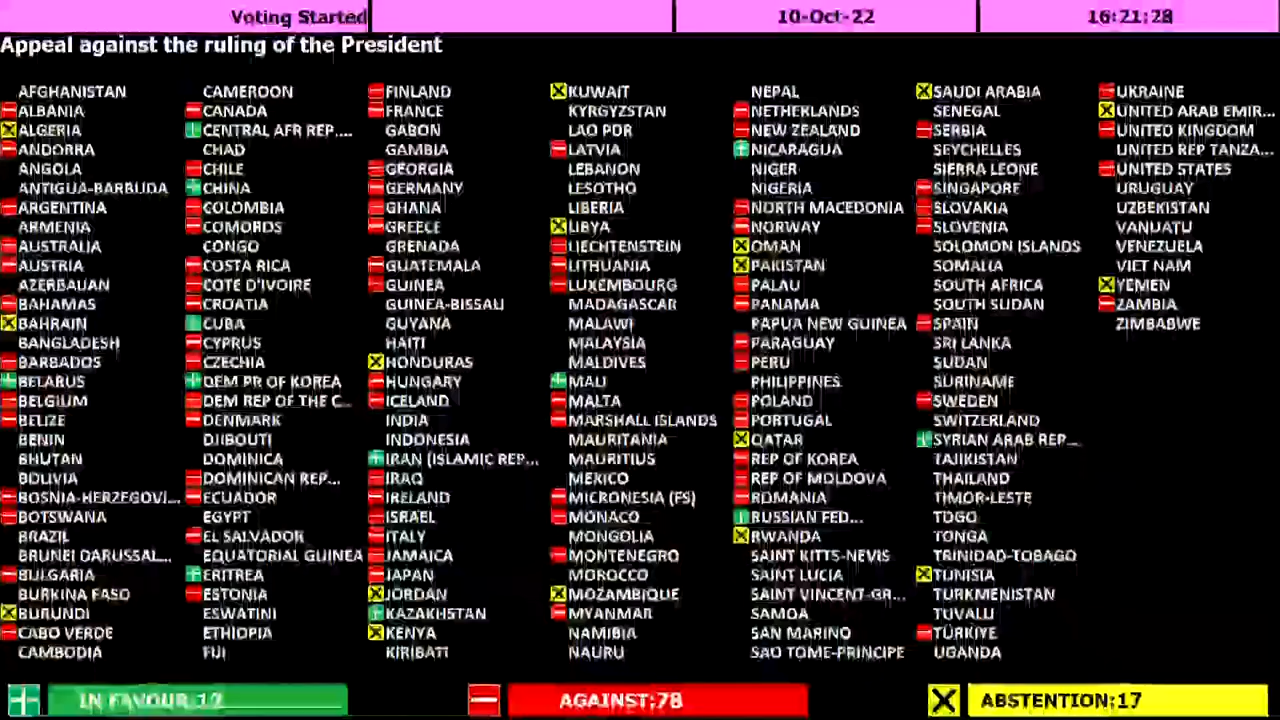 Voting Started 10-Oct-22 16:21:28
Appeal against the ruling of the President
AFGHANISTAN
ALBANIA
ALGERIA
ANDORRA
ANGOLA
ANTIGUA-BARBUDA
ARGENTINA
ARMENIA
AUSTRALIA
AUSTRIA
AZERBAIJAN
BAHAMAS
BAHRAIN
BANGLADESH
BARBADOS
BELARUS
BELGIUM
BELIZE
BENIN
BHUTAN
BOLIVIA
BOSNIA-HERZEGOVI...
BOTSWANA
BRAZIL
BRUNEI DARUSSAL...
BULGARIA
BURKINA FASO
BURUNDI
CABO VERDE
CAMBODIA
CAMEROON
CANADA
CENTRAL AFR REP....
CHAD
CHILE
CHINA
COLOMBIA
COMOROS
CONGO
COSTA RICA
COTE D'IVOIRE
CROATIA
CUBA
CYPRUS
CZECHIA
DEM PR OF KOREA
DEM REP OF THE C...
DENMARK
DJIBOUTI
DOMINICA
DOMINICAN REP...
ECUADOR
EGYPT
EL SALVADOR
EQUATORIAL GUINEA
ERITREA
ESTONIA
ESWATINI
ETHIOPIA
FIJI
FINLAND
FRANCE
GABON
GAMBIA
GEORGIA
GERMANY
GHANA
GREECE
GRENADA
GUATEMALA
GUINEA
GUINEA-BISSAU
GUYANA
HAITI
HONDURAS
HUNGARY
ICELAND
INDIA
INDONESIA
IRAN (ISLAMIC REP...
IRAQ
IRELAND
ISRAEL
ITALY
JAMAICA
JAPAN
JORDAN
KAZAKHSTAN
KENYA
KIRIBATI
KUWAIT
KYRGYZSTAN
LAO PDR
LATVIA
LEBANON
LESOTHO
LIBERIA
LIBYA
LIECHTENSTEIN
LITHUANIA
LUXEMBOURG
MADAGASCAR
MALAWI
MALAYSIA
MALDIVES
MALI
MALTA
MARSHALL ISLANDS
MAURITANIA
MAURITIUS
MEXICO
MICRONESIA (FS)
MONACO
MONGOLIA
MONTENEGRO
MOROCCO
MOZAMBIQUE
MYANMAR
NAMIBIA
NAURU
NEPAL
NETHERLANDS
NEW ZEALAND
NICARAGUA
NIGER
NIGERIA
NORTH MACEDONIA
NORWAY
OMAN
PAKISTAN
PALAU
PANAMA
PAPUA NEW GUINEA
PARAGUAY
PERU
PHILIPPINES
POLAND
PORTUGAL
QATAR
REP OF KOREA
REP OF MOLDOVA
ROMANIA
RUSSIAN FED...
RWANDA
SAINT KITTS-NEVIS
SAINT LUCIA
SAINT VINCENT-GR...
SAMOA
SAN MARINO
SAO TOME-PRINCIPE
SAUDI ARABIA
SENEGAL
SERBIA
SEYCHELLES
SIERRA LEONE
SINGAPORE
SLOVAKIA
SLOVENIA
SOLOMON ISLANDS
SOMALIA
SOUTH AFRICA
SOUTH SUDAN
SPAIN
SRI LANKA
SUDAN
SURINAME
SWEDEN
SWITZERLAND
SYRIAN ARAB REP...
TAJIKISTAN
THAILAND
TIMOR-LESTE
TOGO
TONGA
TRINIDAD-TOBAGO
TUNISIA
TURKMENISTAN
TUVALU
TÜRKİYE
UGANDA
UKRAINE
UNITED ARAB EMIR...
UNITED KINGDOM
UNITED REP TANZA...
UNITED STATES
URUGUAY
UZBEKISTAN
VANUATU
VENEZUELA
VIET NAM
YEMEN
ZAMBIA
ZIMBABWE
IN FAVOUR:12 AGAINST:78 ABSTENTION:17